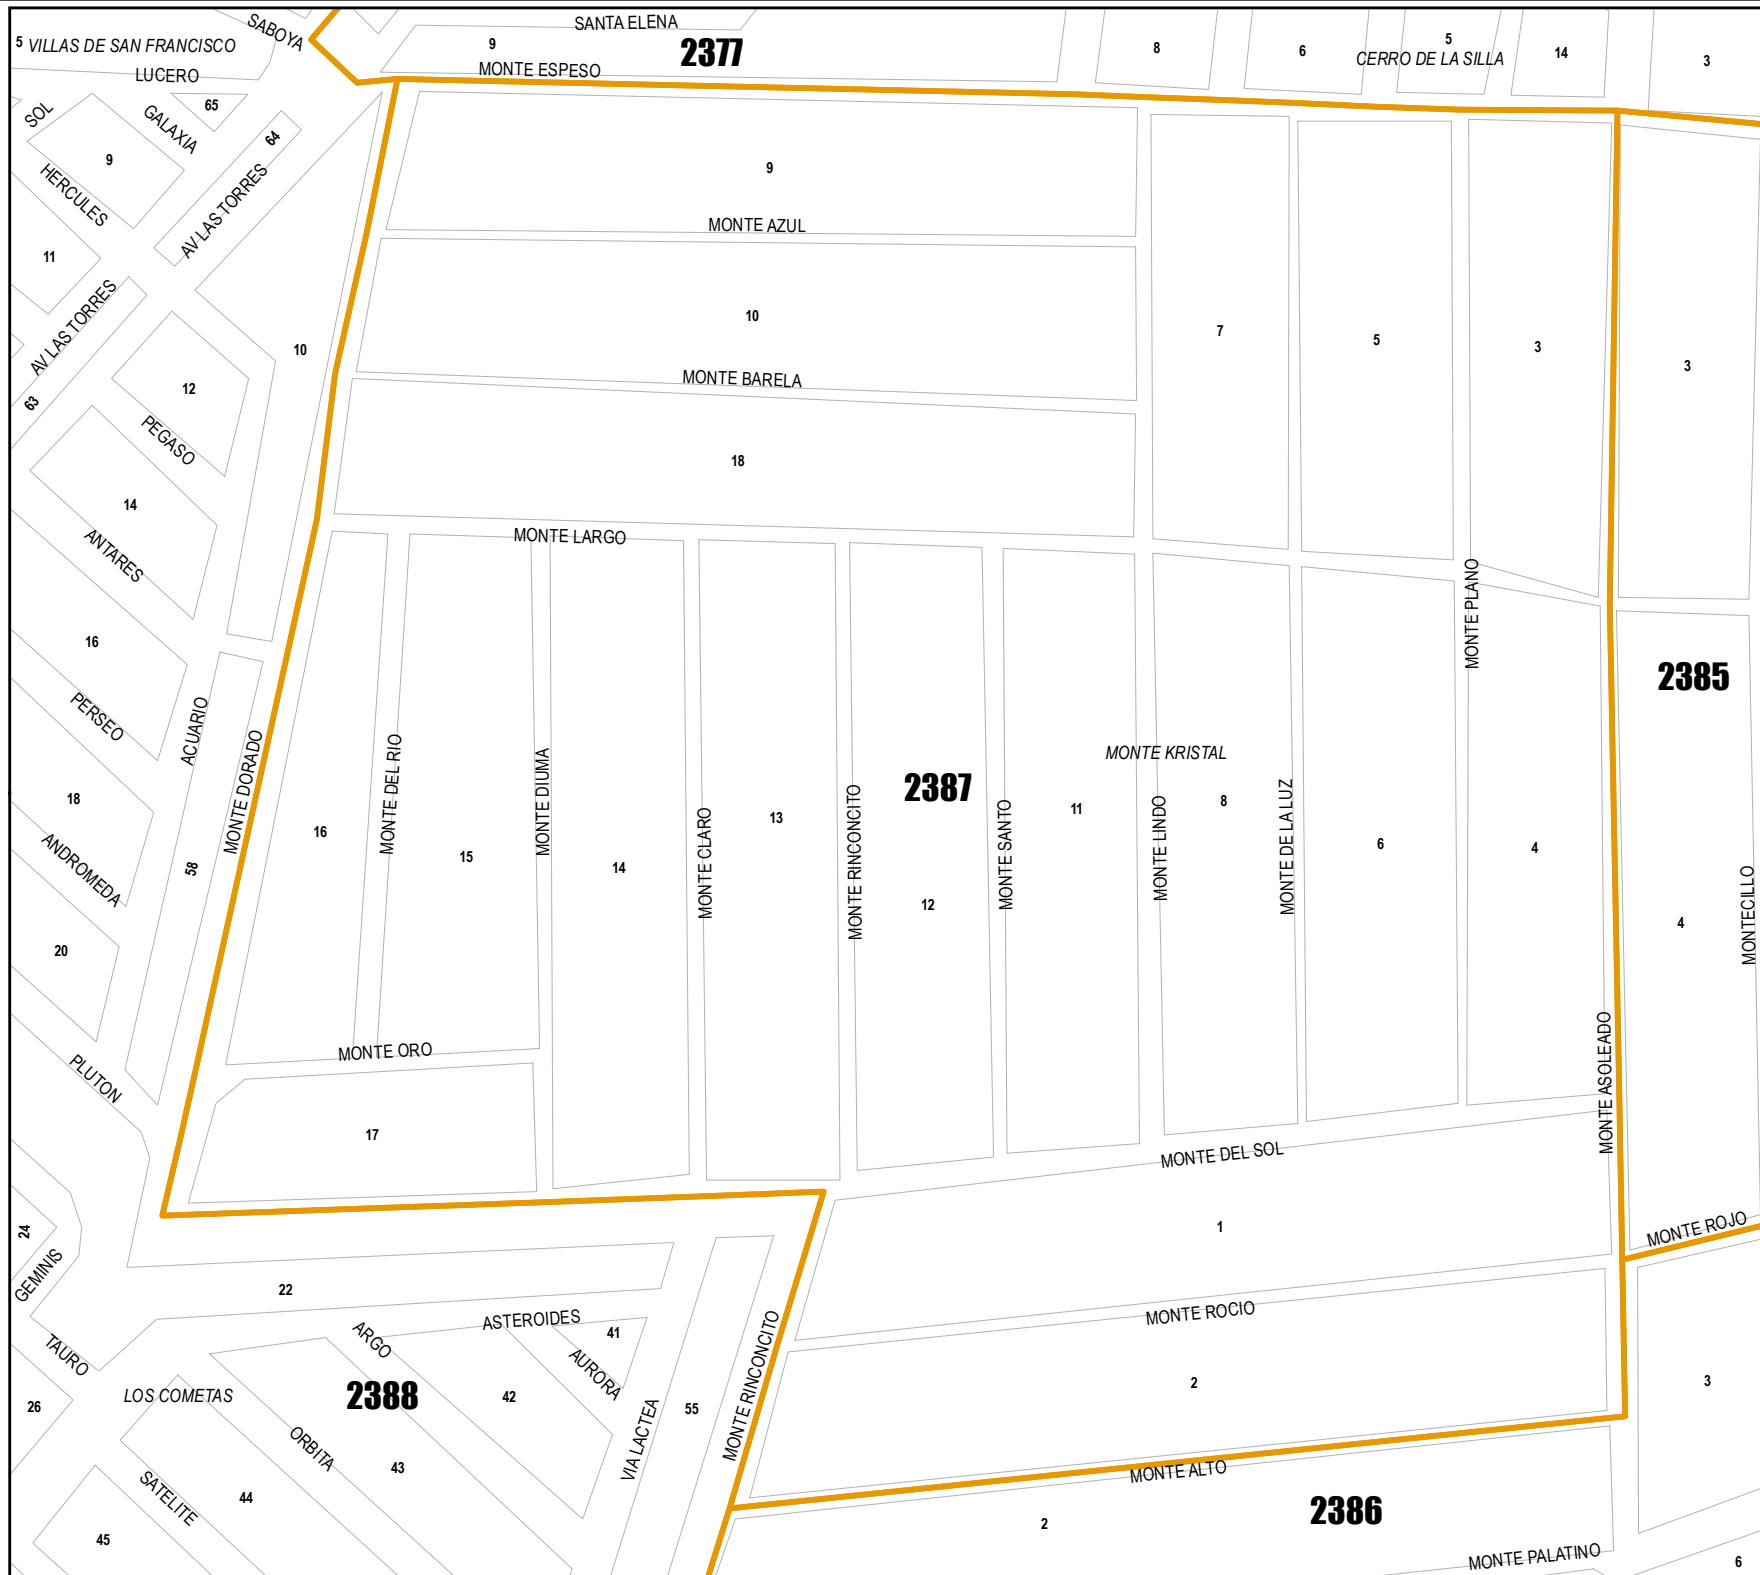 SANTA ELENA
SABOYA
5
VILLAS DE SAN FRANCISCO
9
2377
8
6
5
CERRO DE LA SILLA
14
3
LUCERO
MONTE ESPESO
65
SOL
GALAXIA
64
9
HERCULES
AV LAS TORRES
9
MONTE AZUL
11
AV LAS TORRES
10
10
7
5
3
3
12
63
MONTE BARELA
PEGASO
18
14
ANTARES
MONTE LARGO
MONTE PLANO
16
2385
PERSEO
ACUARIO
MONTE DORADO
MONTE DEL RIO
MONTE DIUMA
MONTE CLARO
MONTE RINCONCITO
2387
MONTE SANTO
MONTE KRISTAL
MONTE LINDO
MONTE DE LA LUZ
18
58
16
15
14
13
12
11
8
6
4
4
MONTECILLO
ANDROMEDA
20
PLUTON
MONTE ORO
MONTE ASOLEADO
17
MONTE DEL SOL
24
GEMINIS
1
MONTE ROJO
22
MONTE ROCIO
ASTEROIDES
41
ARGO
TAURO
AURORA
MONTE RINCONCITO
LOS COMETAS
2388
42
2
3
26
55
VIA LACTEA
ORBITA
43
MONTE ALTO
SATELITE
44
2386
2
45
MONTE PALATINO
6